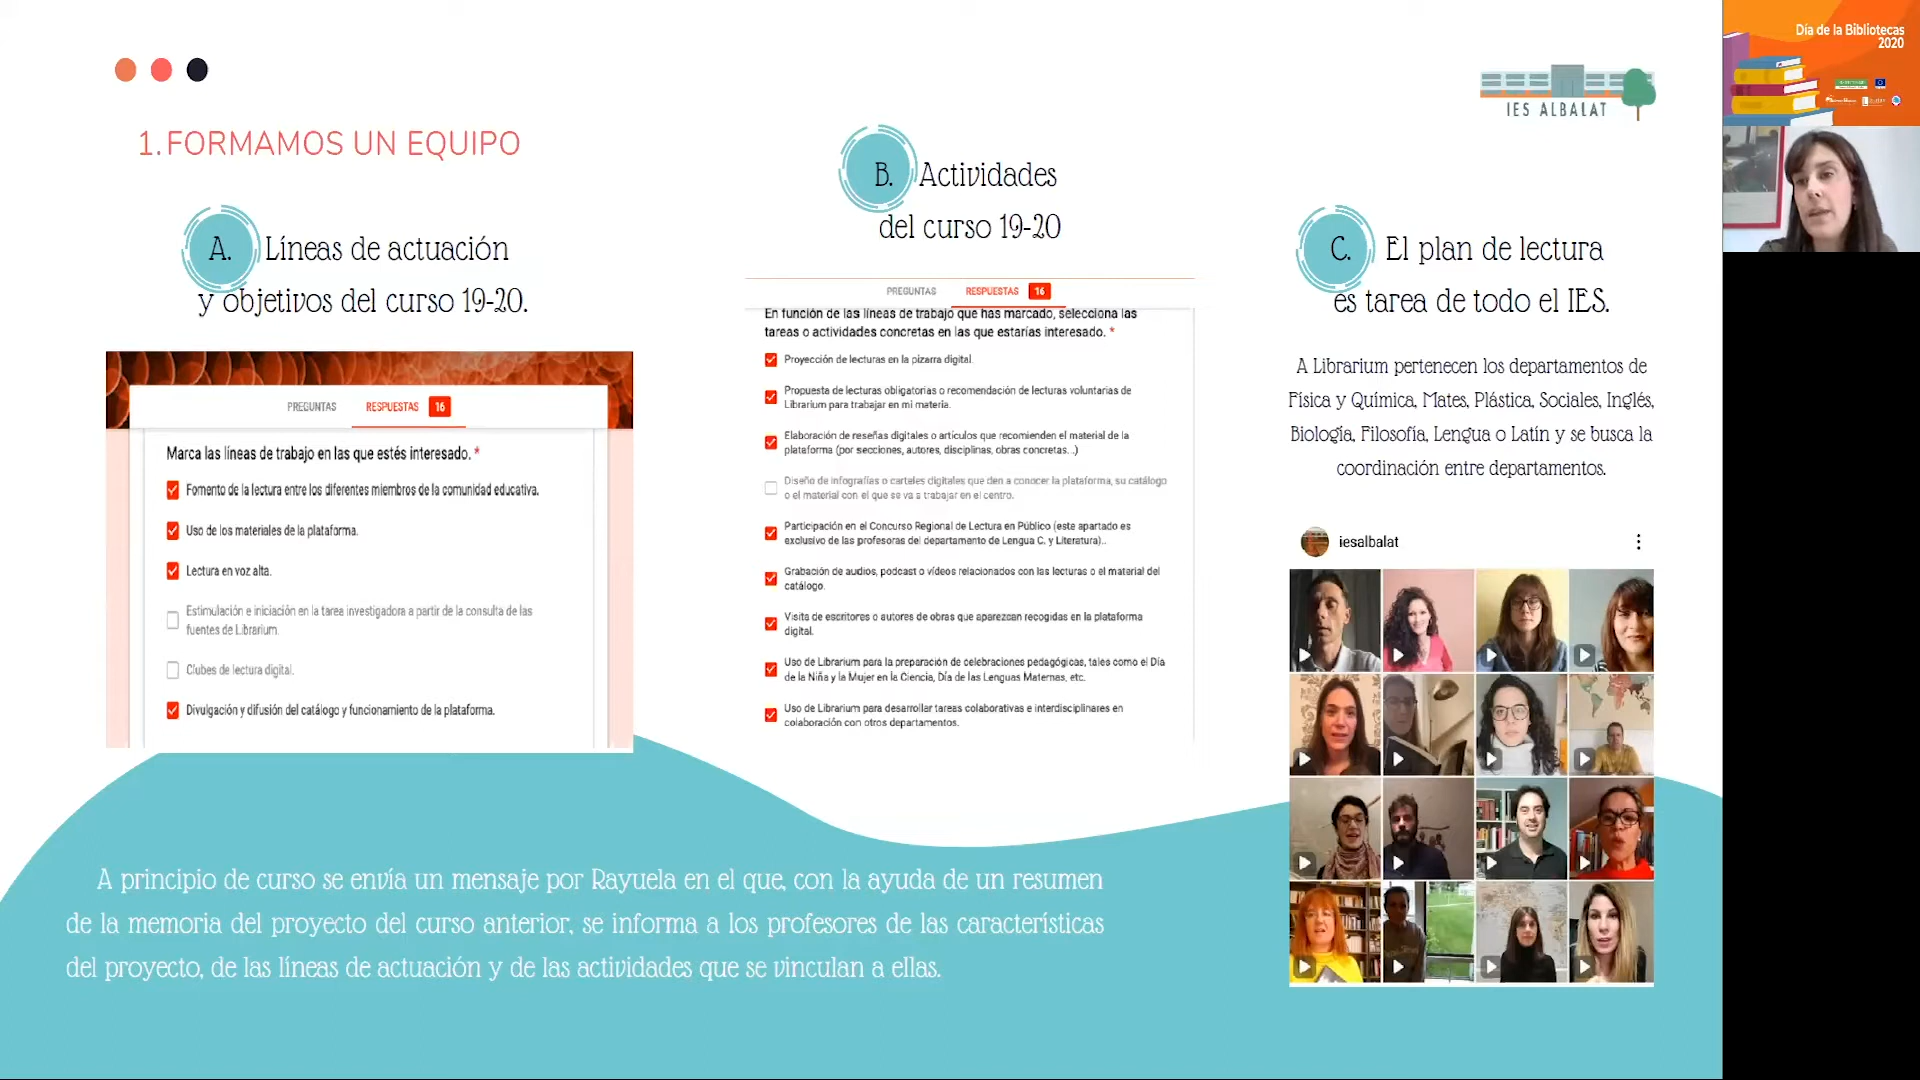 1.FORMAMOS UN EQUIPO
A. Líneas de actuación
y objetivos del curso 19-20.
PREGUNTAS RESPUESTAS 16
Marca las líneas de trabajo en las que estés interesado. *
Fomento de la lectura entre los diferentes miembros de la comunidad educativa.
Uso de los materiales de la plataforma.
Lectura en voz alta.
Estimulación e iniciación en la tarea investigadora a partir de la consulta de las
fuentes de Librarium.
Clubes de lectura digital.
Divulgación y difusión del catálogo y funcionamiento de la plataforma.
B. Actividades
del curso 19-20
PREGUNTAS RESPUESTAS 16
En función de las líneas de trabajo que has marcado, selecciona las
tareas o actividades concretas en las que estarías interesado. *
Proyección de lecturas en la pizarra digital.
Propuesta de lecturas obligatorias o recomendación de lecturas voluntarias de
Librarium para trabajar en mi materia.
Elaboración de reseñas digitales o artículos que recomienden el material de la
plataforma (por secciones, autores, disciplinas, obras concretas...)
Diseño de infografías o carteles digitales que den a conocer la plataforma, su catálogo
o el material con el que se va a trabajar en el centro.
Participación en el Concurso Regional de Lectura en Público (este apartado es
exclusivo de las profesoras del departamento de Lengua C. y Literatura)..
Grabación de audios, podcast o vídeos relacionados con las lecturas o el material del
catálogo.
Visita de escritores o autores de obras que aparezcan recogidas en la plataforma
digital.
Uso de Librarium para la preparación de celebraciones pedagógicas, tales como el Día
de la Niña y la Mujer en la Ciencia, Día de las Lenguas Maternas, etc.
Uso de Librarium para desarrollar tareas colaborativas e interdisciplinares en
colaboración con otros departamentos.
IES ALBALAT
C. El plan de lectura
es tarea de todo el IES.
A Librarium pertenecen los departamentos de
Física y Química, Mates, Plástica, Sociales, Inglés,
Biología, Filosofía, Lengua o Latín y se busca la
coordinación entre departamentos.
iesalbalat
A principio de curso se envía un mensaje por Rayuela en el que, con la ayuda de un resumen
de la memoria del proyecto del curso anterior, se informa a los profesores de las características
del proyecto, de las líneas de actuación y de las actividades que se vinculan a ellas.
Día de la Bibliotecas
2020